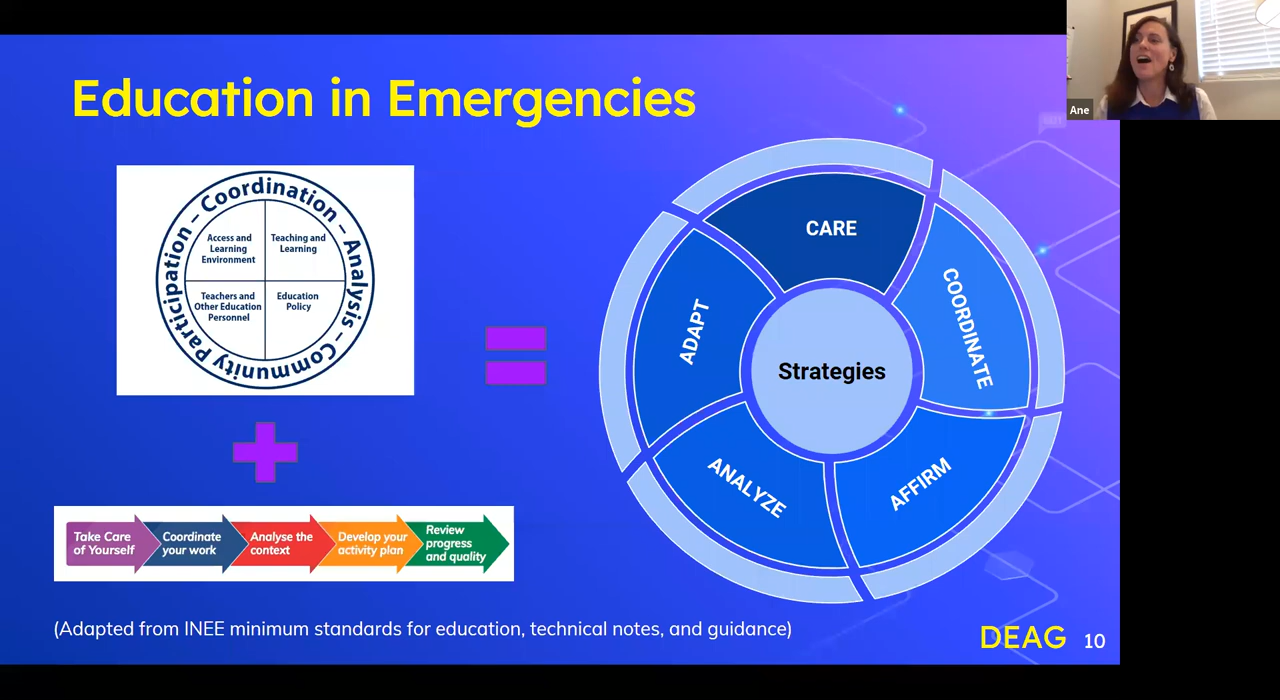 Education in Emergencies
Ane
Coordination – Analysis – Community Participation –
Access and
Learning
Environment
Teaching and
Learning
Teachers and
Other Education
Personnel
Education
Policy
Take Care
of Yourself
Coordinate
your work
Analyse the
context
Develop your
activity plan
Review
progress
and quality
CARE
COORDINATE
AFFIRM
ANALYZE
ADAPT
Strategies
(Adapted from INEE minimum standards for education, technical notes, and guidance)
DEAG 10